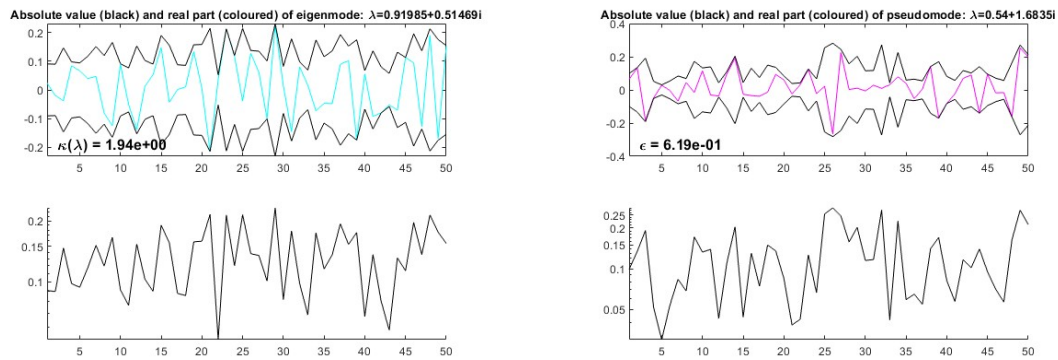 Absolute value (black) and real part (coloured) of eigenmode: λ=0.91985+0.51469i
0.2
0.1
0
-0.1
-0.2
κ(λ) = 1.94e+00
5 10 15 20 25 30 35 40 45 50
Absolute value (black) and real part (coloured) of pseudomode: λ=0.54+1.6835i
0.4
0.2
0
-0.2
-0.4
ϵ = 6.19e-01
5 10 15 20 25 30 35 40 45 50
0.2
0.15
0.1
5 10 15 20 25 30 35 40 45 50
0.25
0.2
0.15
0.1
0.05
5 10 15 20 25 30 35 40 45 50